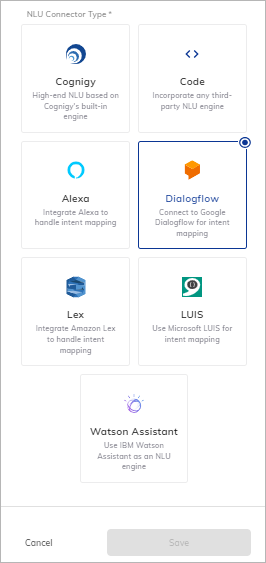 NLU Connector Type *
Cognigy
High-end NLU based on
Cognigy's built-in
engine
Code
Incorporate any third-
party NLU engine
Alexa
Integrate Alexa to
handle intent mapping
Dialogflow
Connect to Google
Dialogflow for intent
mapping
Lex
Integrate Amazon Lex
to handle intent
mapping
LUIS
Use Microsoft LUIS for
intent mapping
Watson Assistant
Use IBM Watson
Assistant as an NLU
engine
Cancel
Save